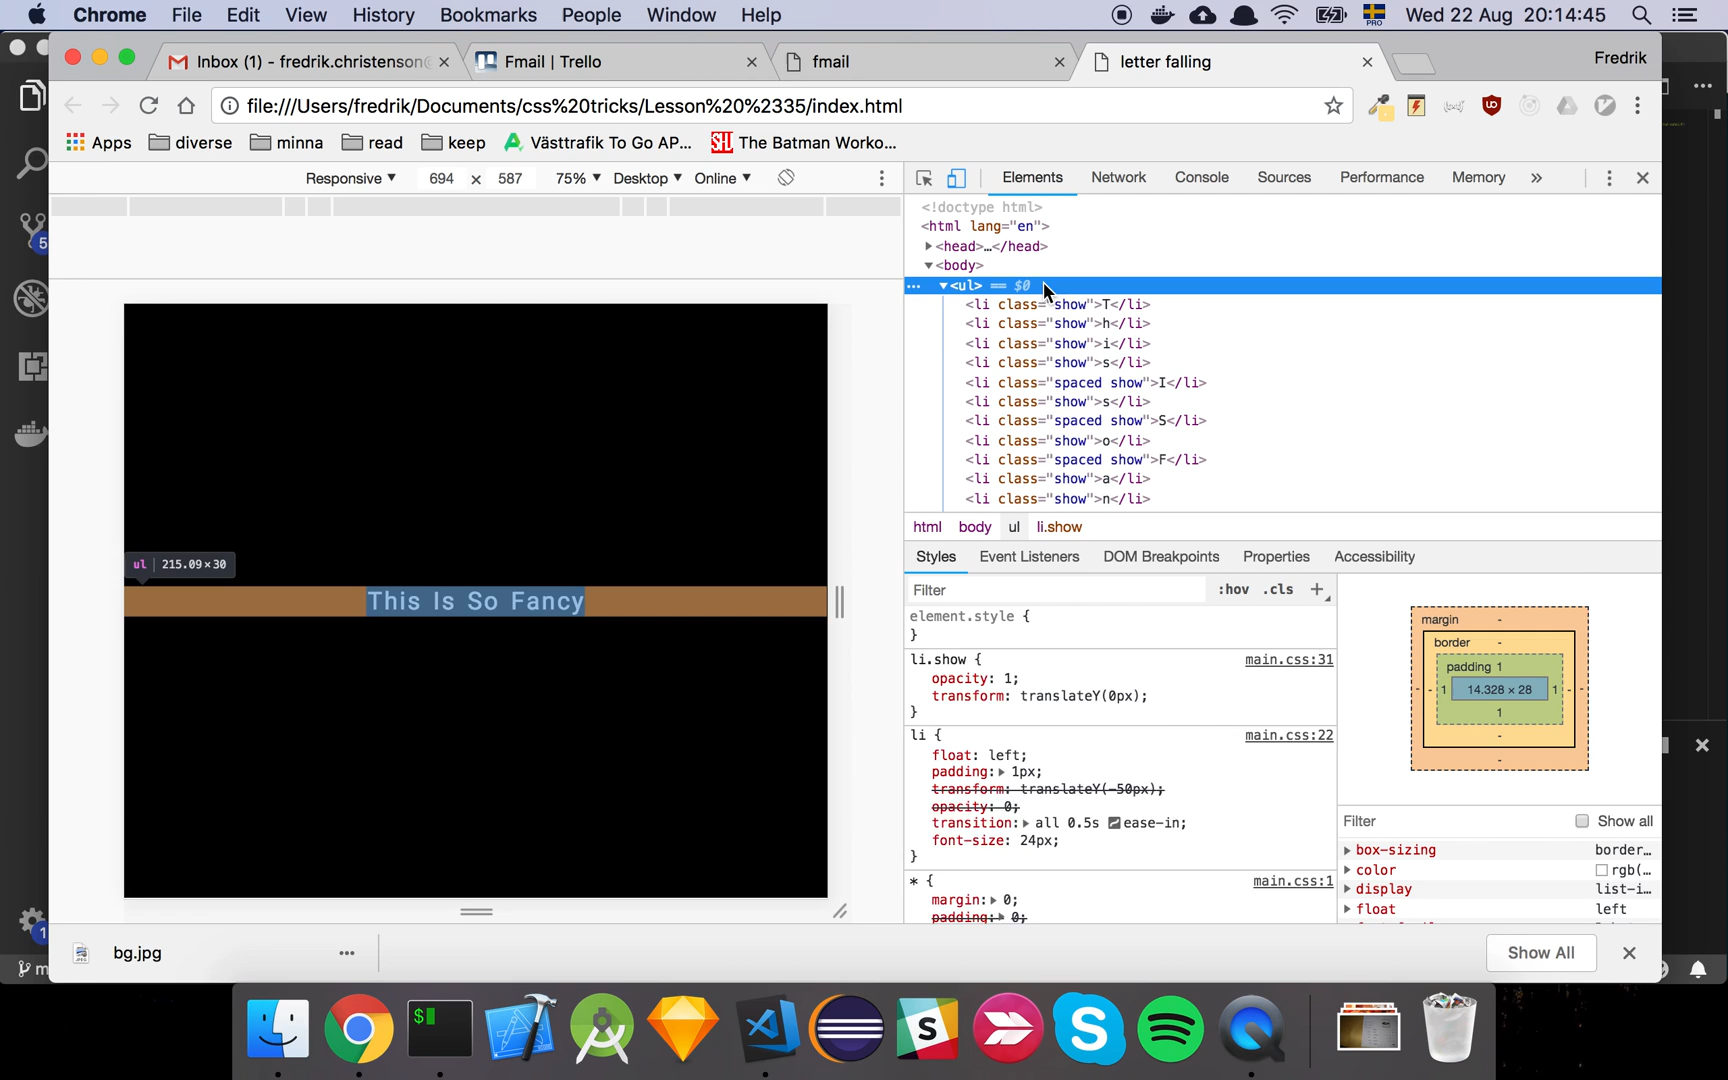 Chrome File Edit View History Bookmarks People Window Help Wed 22 Aug 20:14:45
PRO
Inbox (1) - fredrik.christenson@ Fmail | Trello fmail letter falling Fredrik
file:///Users/fredrik/Documents/css%20tricks/Lesson%20%2335/index.html
Apps diverse minna read keep Västtrafik To Go AP... The Batman Worko...
Responsive 694 x 587 75% Desktop Online
Elements Network Console Sources Performance Memory »
<!doctype html>
<html lang="en">
<head>…</head>
<body>
… <ul> == $0
<li class="show">T</li>
<li class="show">h</li>
<li class="show">i</li>
<li class="show">s</li>
<li class="spaced show">I</li>
<li class="show">s</li>
<li class="spaced show">S</li>
<li class="show">o</li>
<li class="spaced show">F</li>
<li class="show">a</li>
<li class="show">n</li>
html body ul li.show
ul 215.09×30
This Is So Fancy
Styles Event Listeners DOM Breakpoints Properties Accessibility
Filter :hov .cls +
element.style {
}
li.show { main.css:31
opacity: 1;
transform: translateY(0px);
}
li { main.css:22
float: left;
padding: 1px;
transform: translateY(-50px);
opacity: 0;
transition: all 0.5s ease-in;
font-size: 24px;
}
* { main.css:1
margin: 0;
padding: 0;
margin -
border -
padding 1
- - 1 14.328 × 28 1 - -
1
-
-
Filter Show all
box-sizing border…
color rgb(…
display list-i…
float left
bg.jpg Show All
5
1